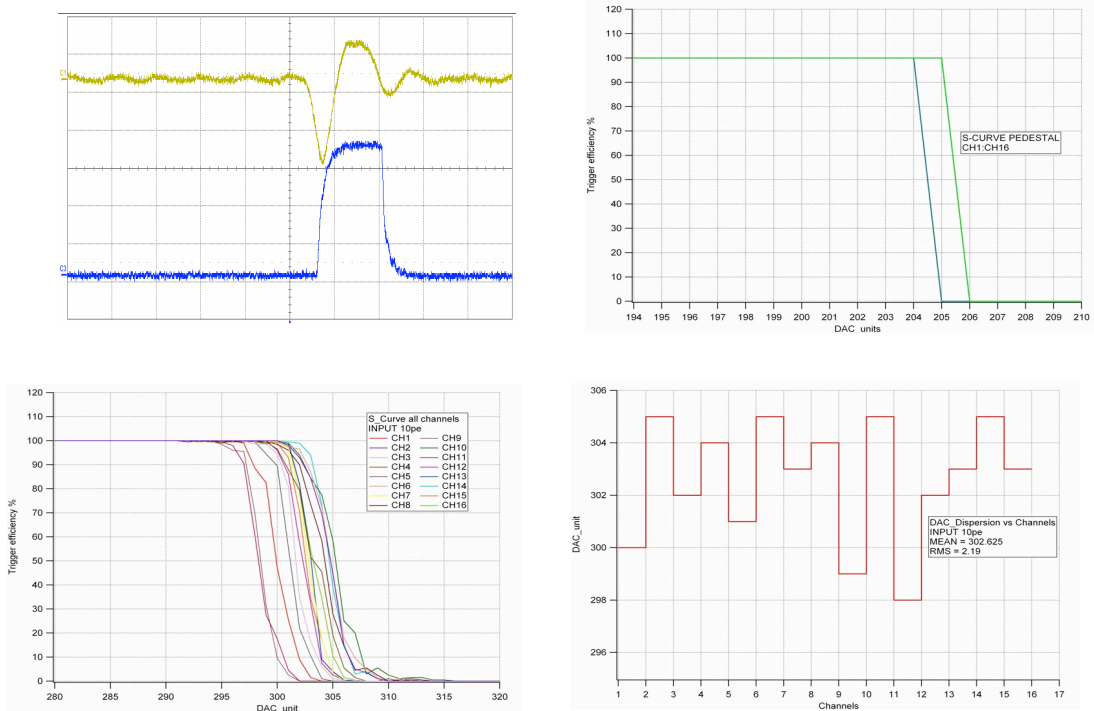 C1
C3
120
110
100
90
80
70
60
50
40
30
20
10
0
Trigger efficiency %
S-CURVE PEDESTAL
CH1:CH16
194 195 196 197 198 199 200 201 202 203 204 205 206 207 208 209 210
DAC_units
120
110
100
90
80
70
60
50
40
30
20
10
0
Trigger efficiency %
S_Curve all channels
INPUT 10pe
CH1 CH9
CH2 CH10
CH3 CH11
CH4 CH12
CH5 CH13
CH6 CH14
CH7 CH15
CH8 CH16
280 285 290 295 300 305 310 315 320
DAC_unit
306
304
302
300
298
296
DAC_unit
DAC_Dispersion vs Channels
INPUT 10pe
MEAN = 302.625
RMS = 2.19
1 2 3 4 5 6 7 8 9 10 11 12 13 14 15 16 17
Channels